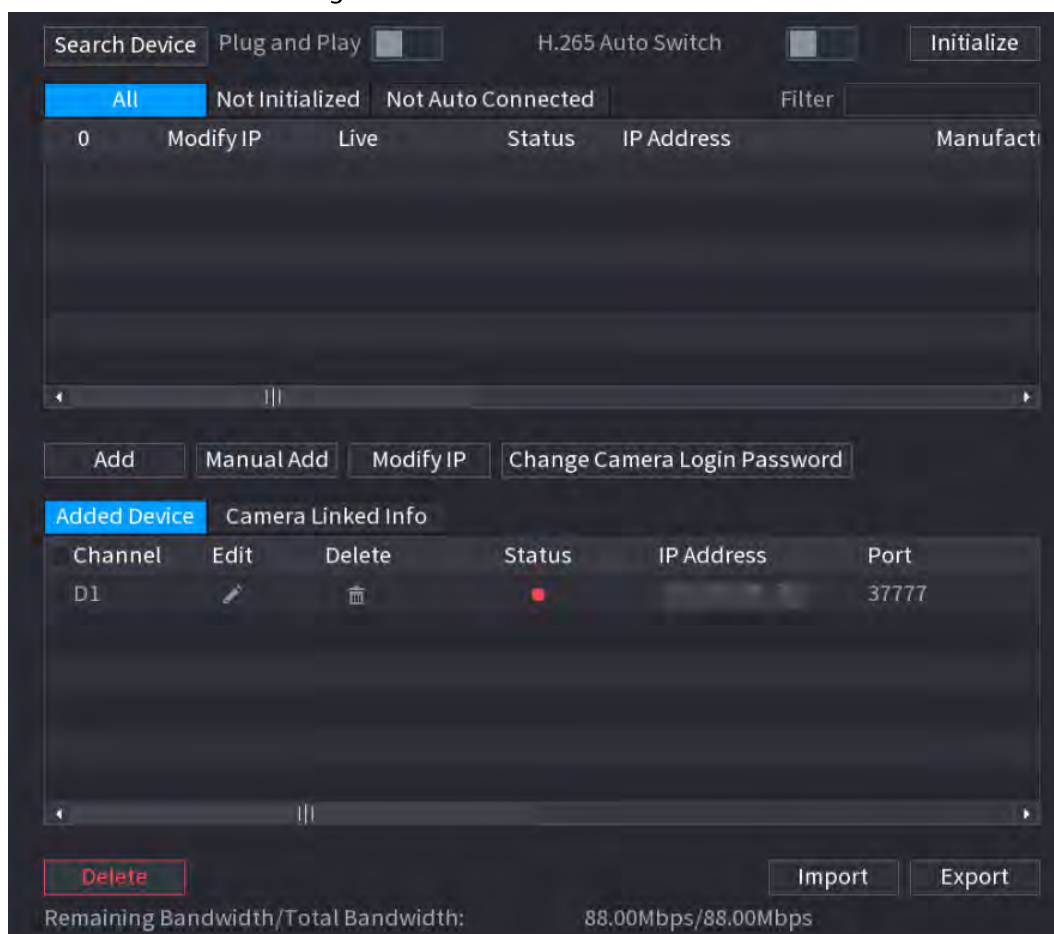 Search Device Plug and Play H.265 Auto Switch Initialize
All Not Initialized Not Auto Connected Filter
0 Modify IP Live Status IP Address Manufact
Add Manual Add Modify IP Change Camera Login Password
Added Device Camera Linked Info
Channel Edit Delete Status IP Address Port
D1 37777
Delete Import Export
Remaining Bandwidth/Total Bandwidth: 88.00Mbps/88.00Mbps